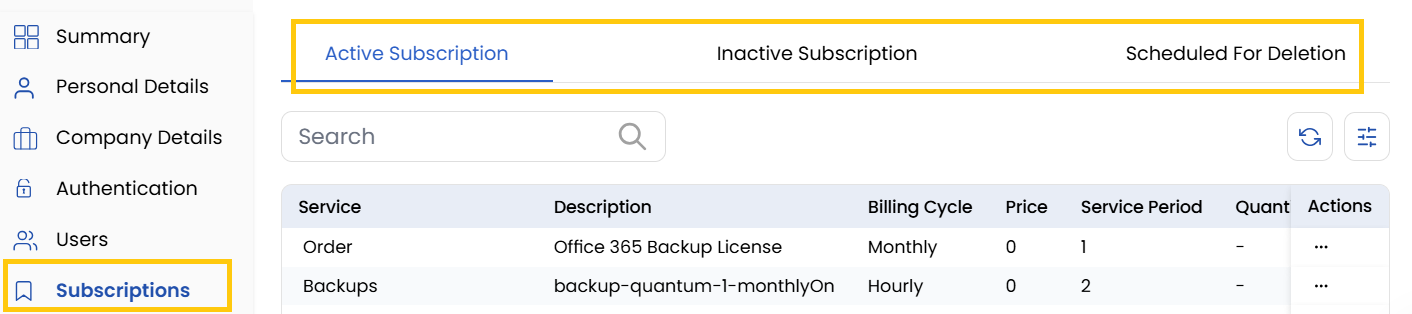 Summary
Personal Details
Company Details
Authentication
Users
Subscriptions
Active Subscription Inactive Subscription Scheduled For Deletion
Search
Service Description Billing Cycle Price Service Period Quant Actions
Order Office 365 Backup License Monthly 0 1 - ...
Backups backup-quantum-1-monthlyOn Hourly 0 2 - ...